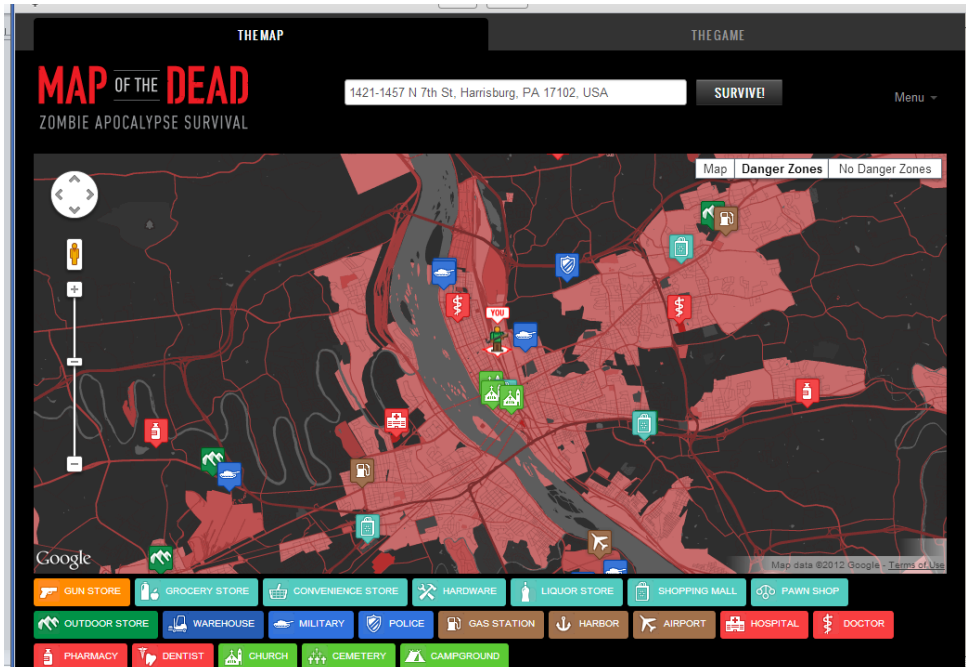 THE MAP
THE GAME
MAP OF THE DEAD
ZOMBIE APOCALYPSE SURVIVAL
1421-1457 N 7th St, Harrisburg, PA 17102, USA
SURVIVE!
Menu
Map
Danger Zones
No Danger Zones
YOU
Google
Map data ©2012 Google - Terms of Use
GUN STORE
GROCERY STORE
CONVENIENCE STORE
HARDWARE
LIQUOR STORE
SHOPPING MALL
PAWN SHOP
OUTDOOR STORE
WAREHOUSE
MILITARY
POLICE
GAS STATION
HARBOR
AIRPORT
HOSPITAL
DOCTOR
PHARMACY
DENTIST
CHURCH
CEMETERY
CAMPGROUND